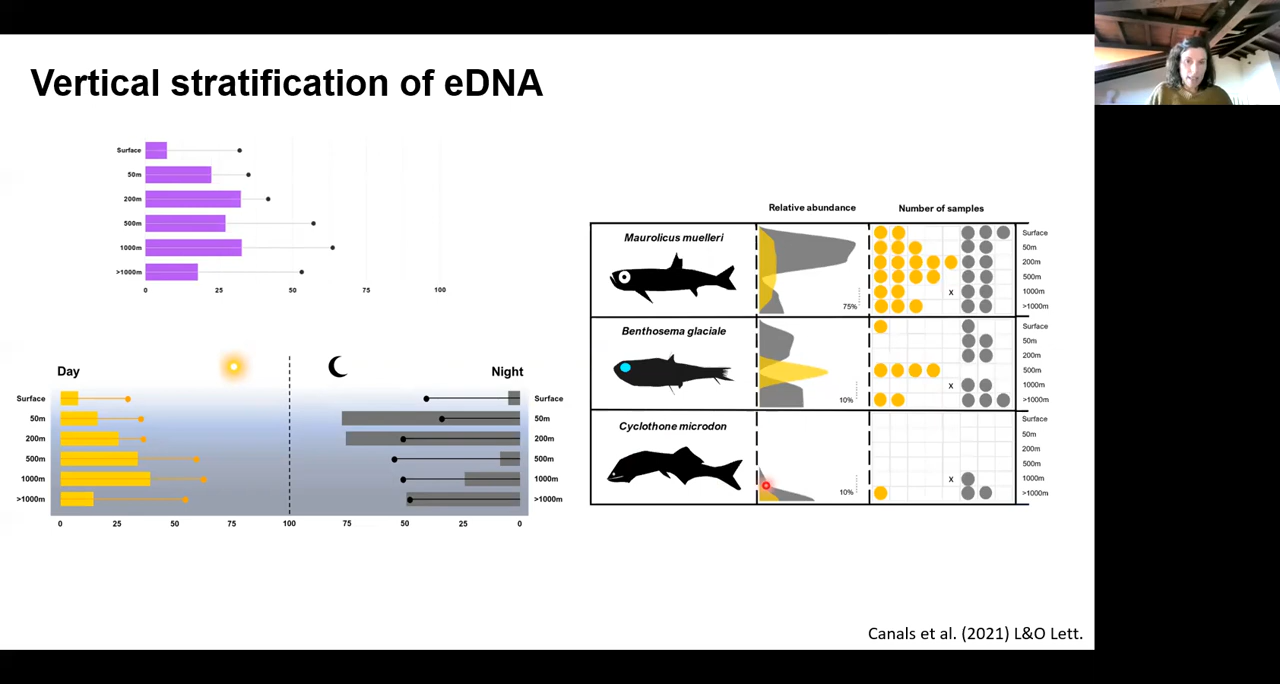 Vertical stratification of eDNA
Surface
50m
200m
500m
1000m
>1000m
0 25 50 75 100
Day Night
Surface Surface
50m 50m
200m 200m
500m 500m
1000m 1000m
>1000m >1000m
0 25 50 75 100 75 50 25 0
Relative abundance Number of samples
Maurolicus muelleri
75%
x
Surface
50m
200m
500m
1000m
>1000m
Benthosema glaciale
10%
x
Surface
50m
200m
500m
1000m
>1000m
Cyclothone microdon
10%
x
Surface
50m
200m
500m
1000m
>1000m
Canals et al. (2021) L&O Lett.